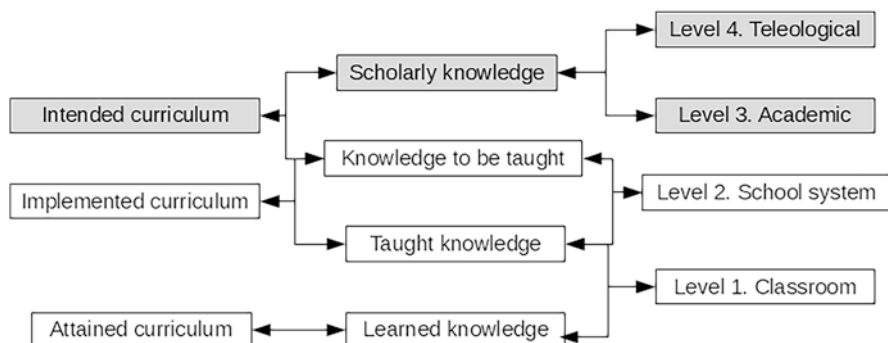 Level 4. Teleological
Scholarly knowledge
Intended curriculum
Level 3. Academic
Knowledge to be taught
Implemented curriculum
Level 2. School system
Taught knowledge
Level 1. Classroom
Attained curriculum
Learned knowledge